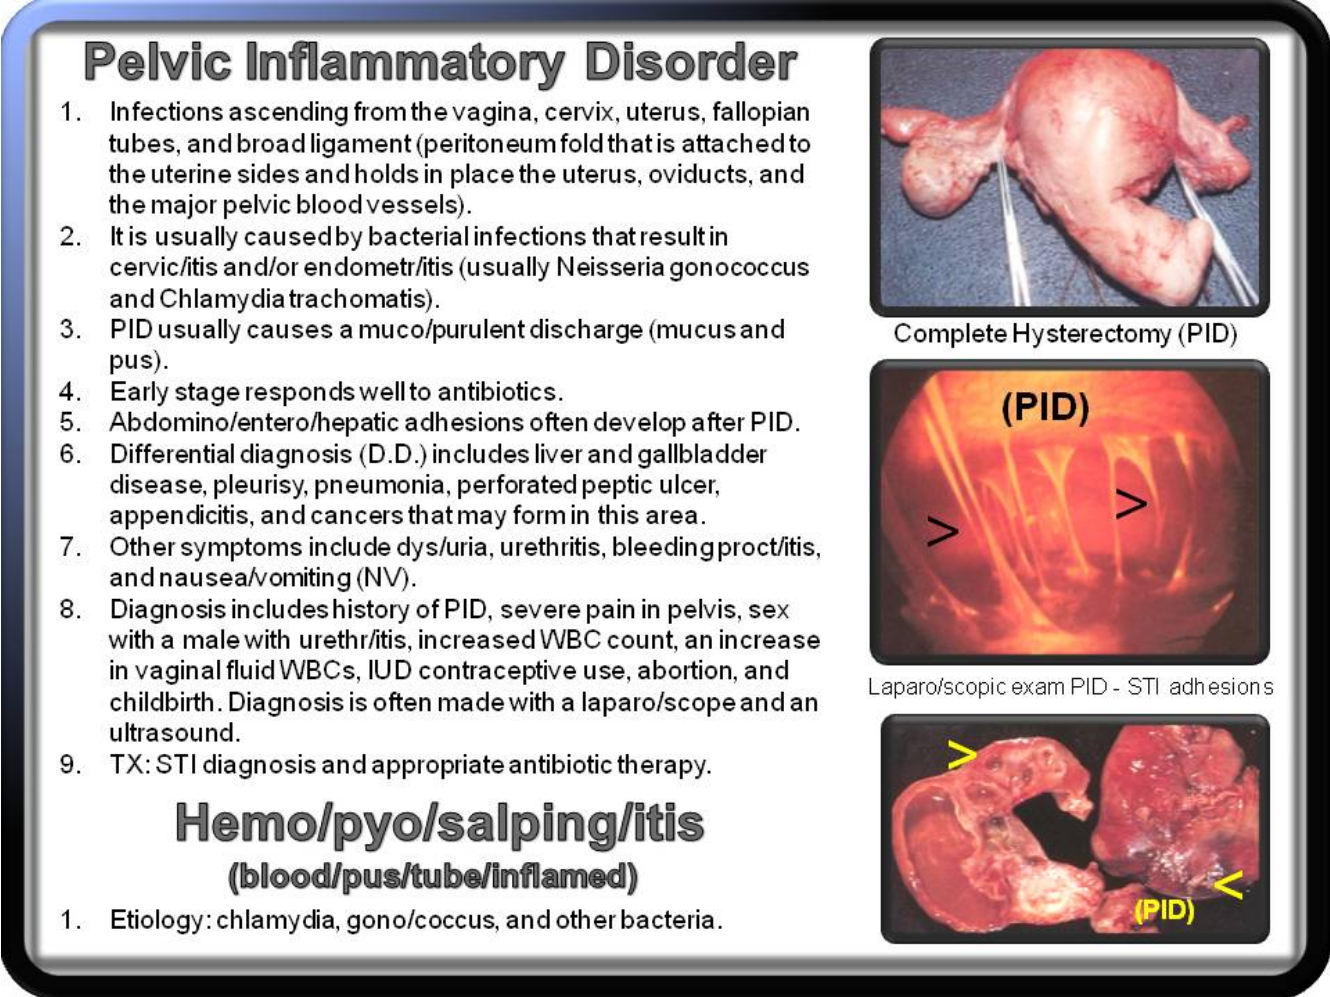 Pelvic Inflammatory Disorder
1. Infections ascending from the vagina, cervix, uterus, fallopian
tubes, and broad ligament (peritoneum fold that is attached to
the uterine sides and holds in place the uterus, oviducts, and
the major pelvic blood vessels).
2. It is usually caused by bacterial infections that result in
cervic/itis and/or endometr/itis (usually Neisseria gonococcus
and Chlamydia trachomatis).
3. PID usually causes a muco/purulent discharge (mucus and
pus).
4. Early stage responds well to antibiotics.
5. Abdomino/entero/hepatic adhesions often develop after PID.
6. Differential diagnosis (D.D.) includes liver and gallbladder
disease, pleurisy, pneumonia, perforated peptic ulcer,
appendicitis, and cancers that may form in this area.
7. Other symptoms include dys/uria, urethritis, bleeding proct/itis,
and nausea/vomiting (NV).
8. Diagnosis includes history of PID, severe pain in pelvis, sex
with a male with urethr/itis, increased WBC count, an increase
in vaginal fluid WBCs, IUD contraceptive use, abortion, and
childbirth. Diagnosis is often made with a laparo/scope and an
ultrasound.
9. TX: STI diagnosis and appropriate antibiotic therapy.
Hemo/pyo/salping/itis
(blood/pus/tube/inflamed)
1. Etiology: chlamydia, gono/coccus, and other bacteria.
Complete Hysterectomy (PID)
(PID)
>
>
Laparo/scopic exam PID - STI adhesions
>
<
(PID)